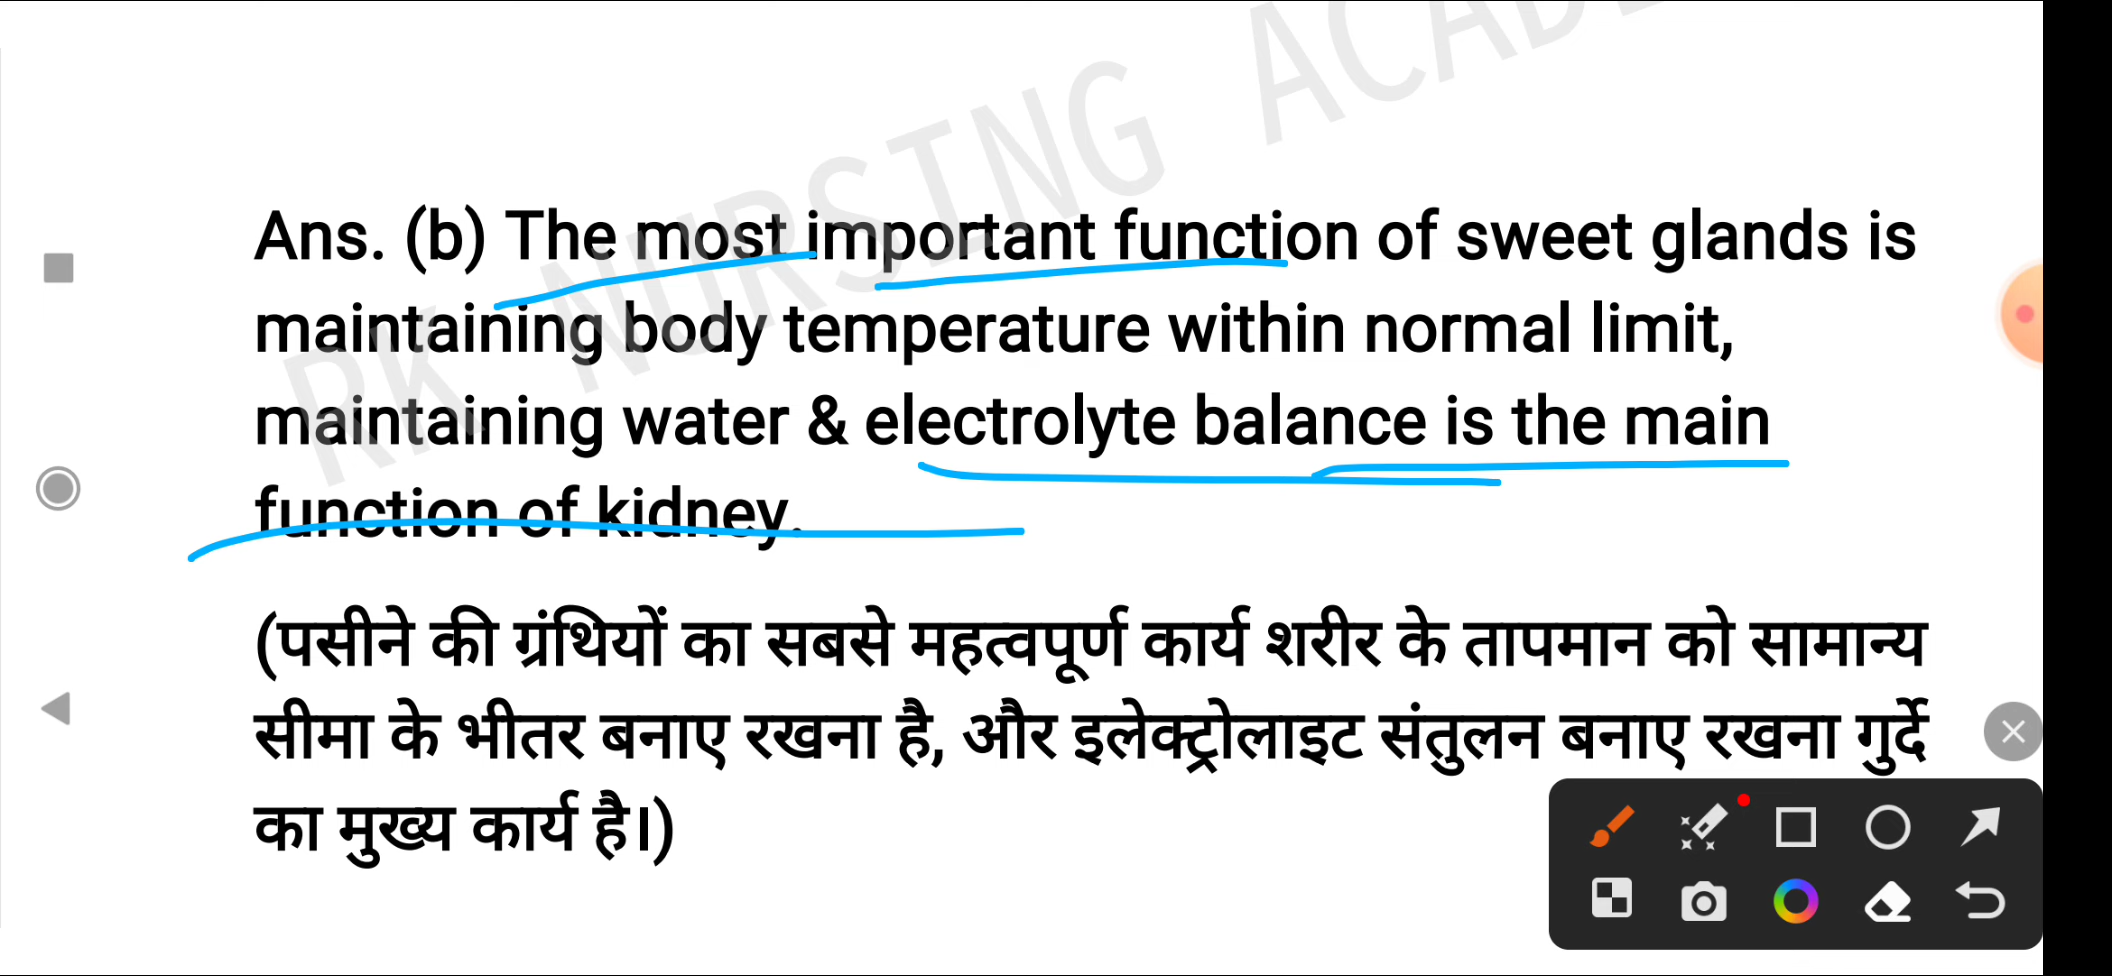 RK NURSING ACADE
Ans. (b) The most important function of sweet glands is
maintaining body temperature within normal limit,
maintaining water & electrolyte balance is the main
function of kidney.
(पसीने की ग्रंथियों का सबसे महत्वपूर्ण कार्य शरीर के तापमान को सामान्य
सीमा के भीतर बनाए रखना है, और इलेक्ट्रोलाइट संतुलन बनाए रखना गुर्दे
का मुख्य कार्य है।)